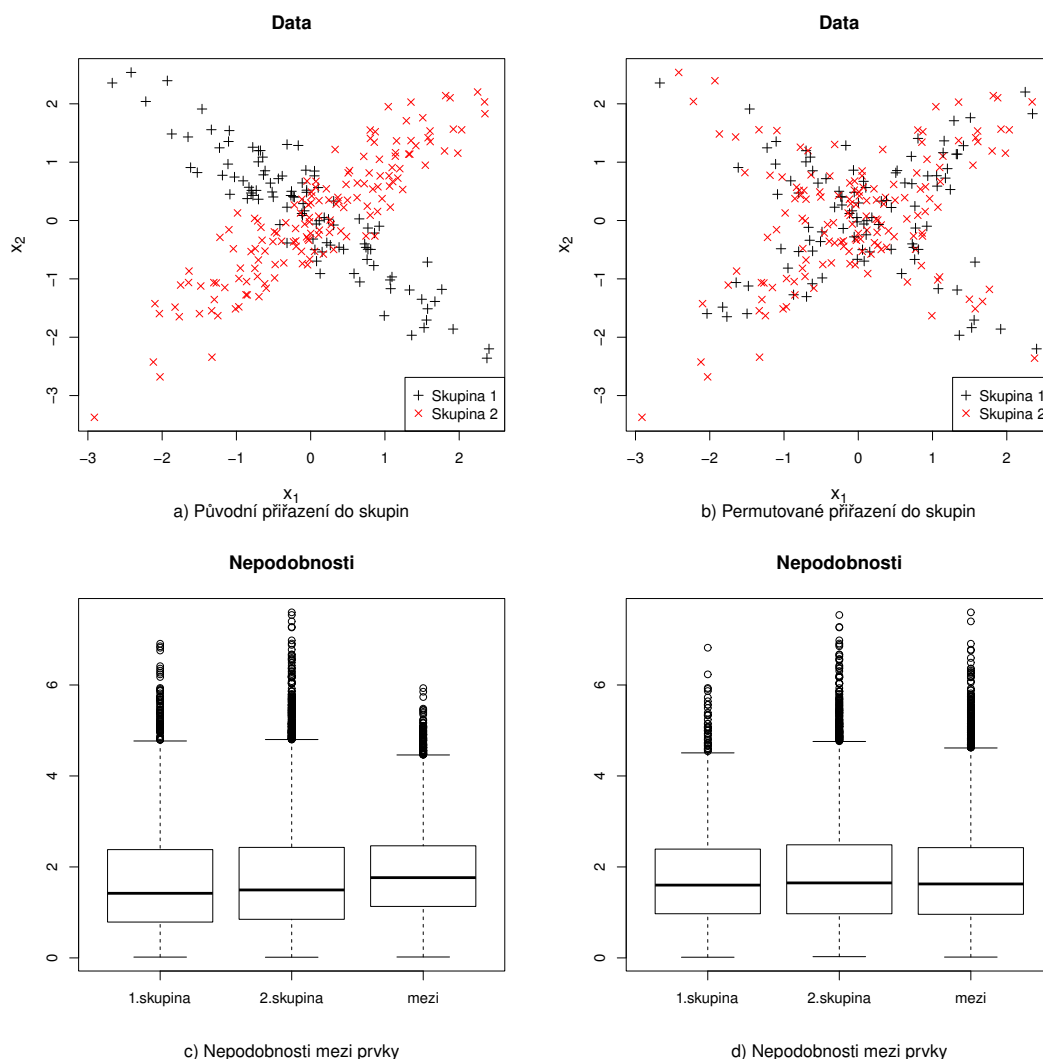 Data
x2
2
1
0
−1
−2
−3
−3 −2 −1 0 1 2
x1
Skupina 1
Skupina 2
a) Původní přiřazení do skupin
Data
x2
2
1
0
−1
−2
−3
−3 −2 −1 0 1 2
x1
Skupina 1
Skupina 2
b) Permutované přiřazení do skupin
Nepodobnosti
6
4
2
0
1.skupina 2.skupina mezi
c) Nepodobnosti mezi prvky
Nepodobnosti
6
4
2
0
1.skupina 2.skupina mezi
d) Nepodobnosti mezi prvky